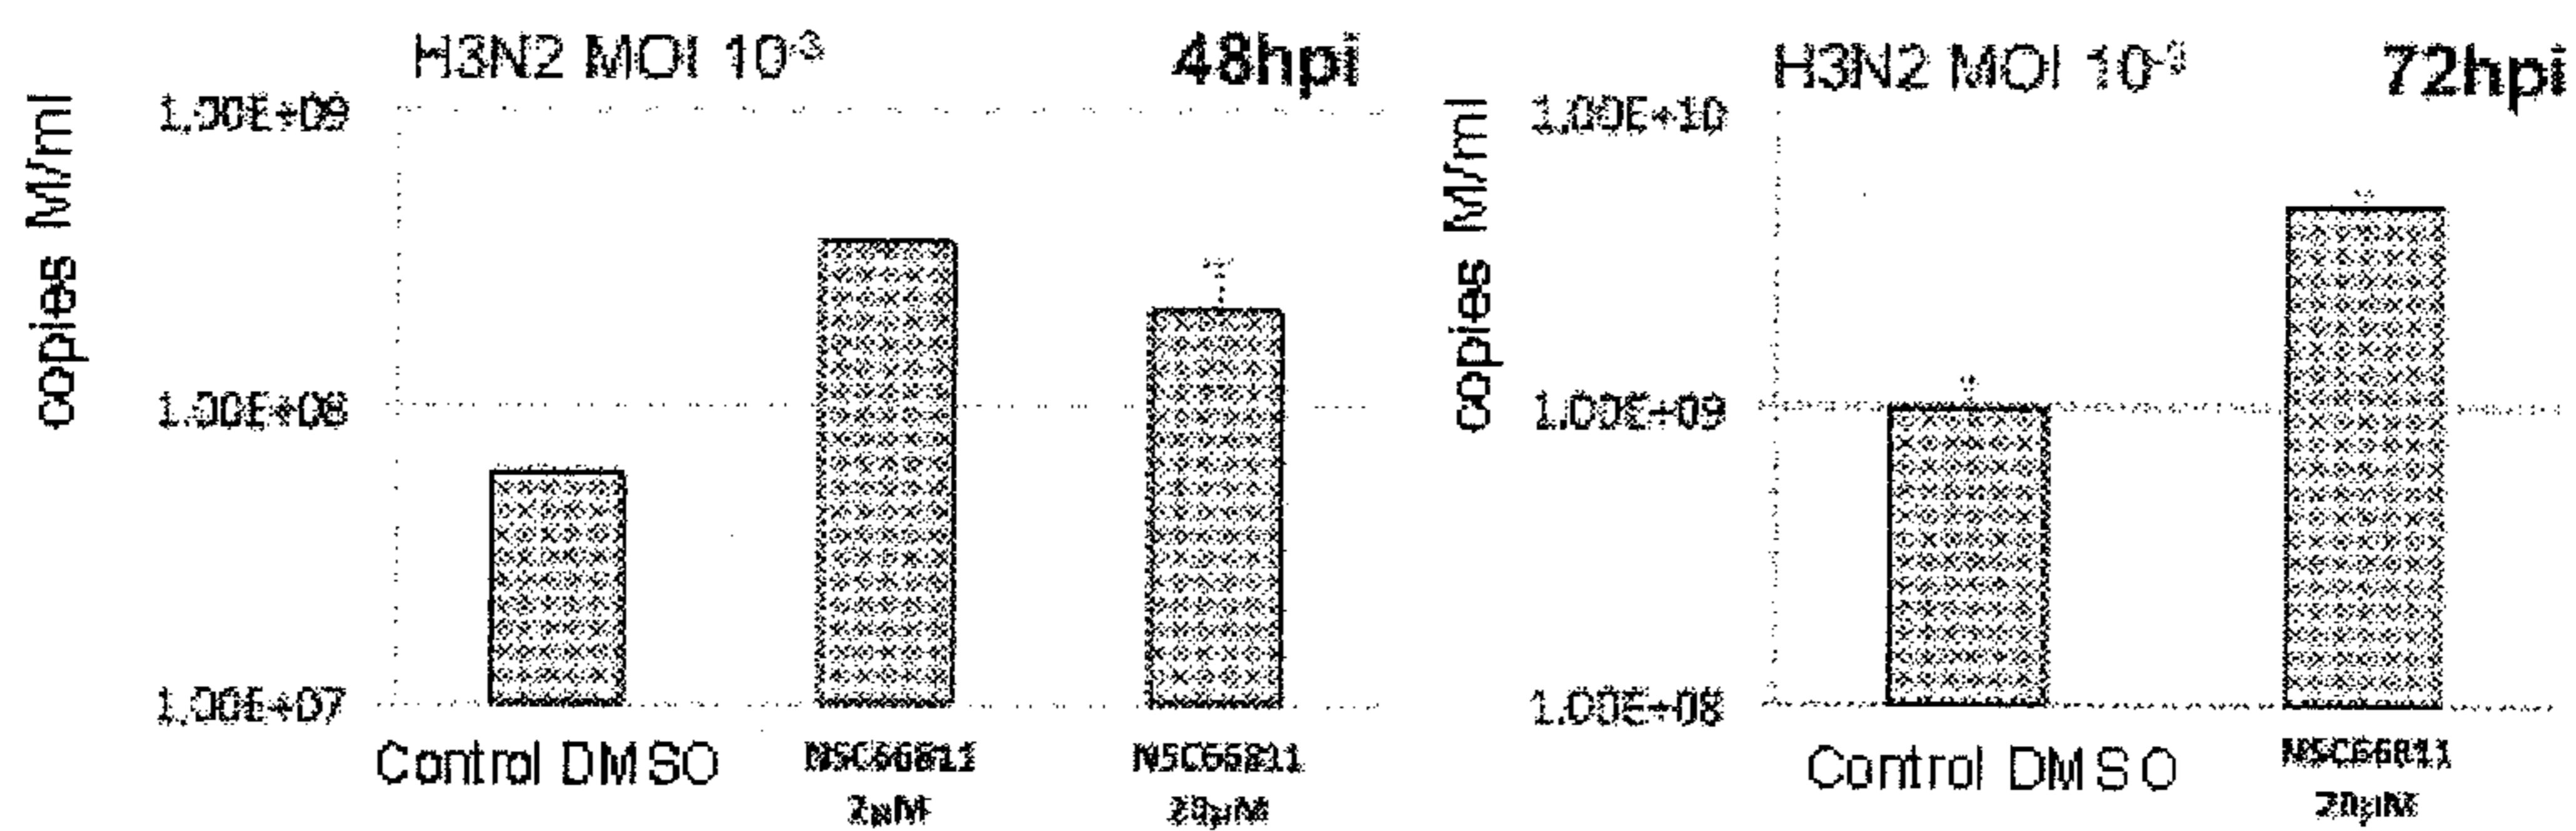 H3N2 MOI 10-3
48hpi
copies M/ml
1.00E+09
1.00E+08
1.00E+07
Control DMSO
NSC66811
2µM
NSC66811
20µM
H3N2 MOI 10-3
72hpi
copies M/ml
1.00E+10
1.00E+09
1.00E+08
Control DMSO
NSC66811
20µM